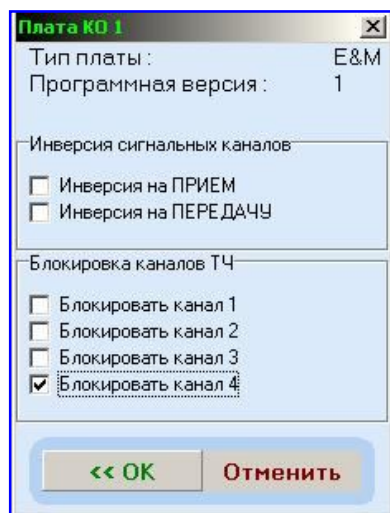 Плата КО 1
Тип платы : E&M
Программная версия : 1
Инверсия сигнальных каналов
Инверсия на ПРИЕМ
Инверсия на ПЕРЕДАЧУ
Блокировка каналов ТЧ
Блокировать канал 1
Блокировать канал 2
Блокировать канал 3
Блокировать канал 4
<< OK Отменить